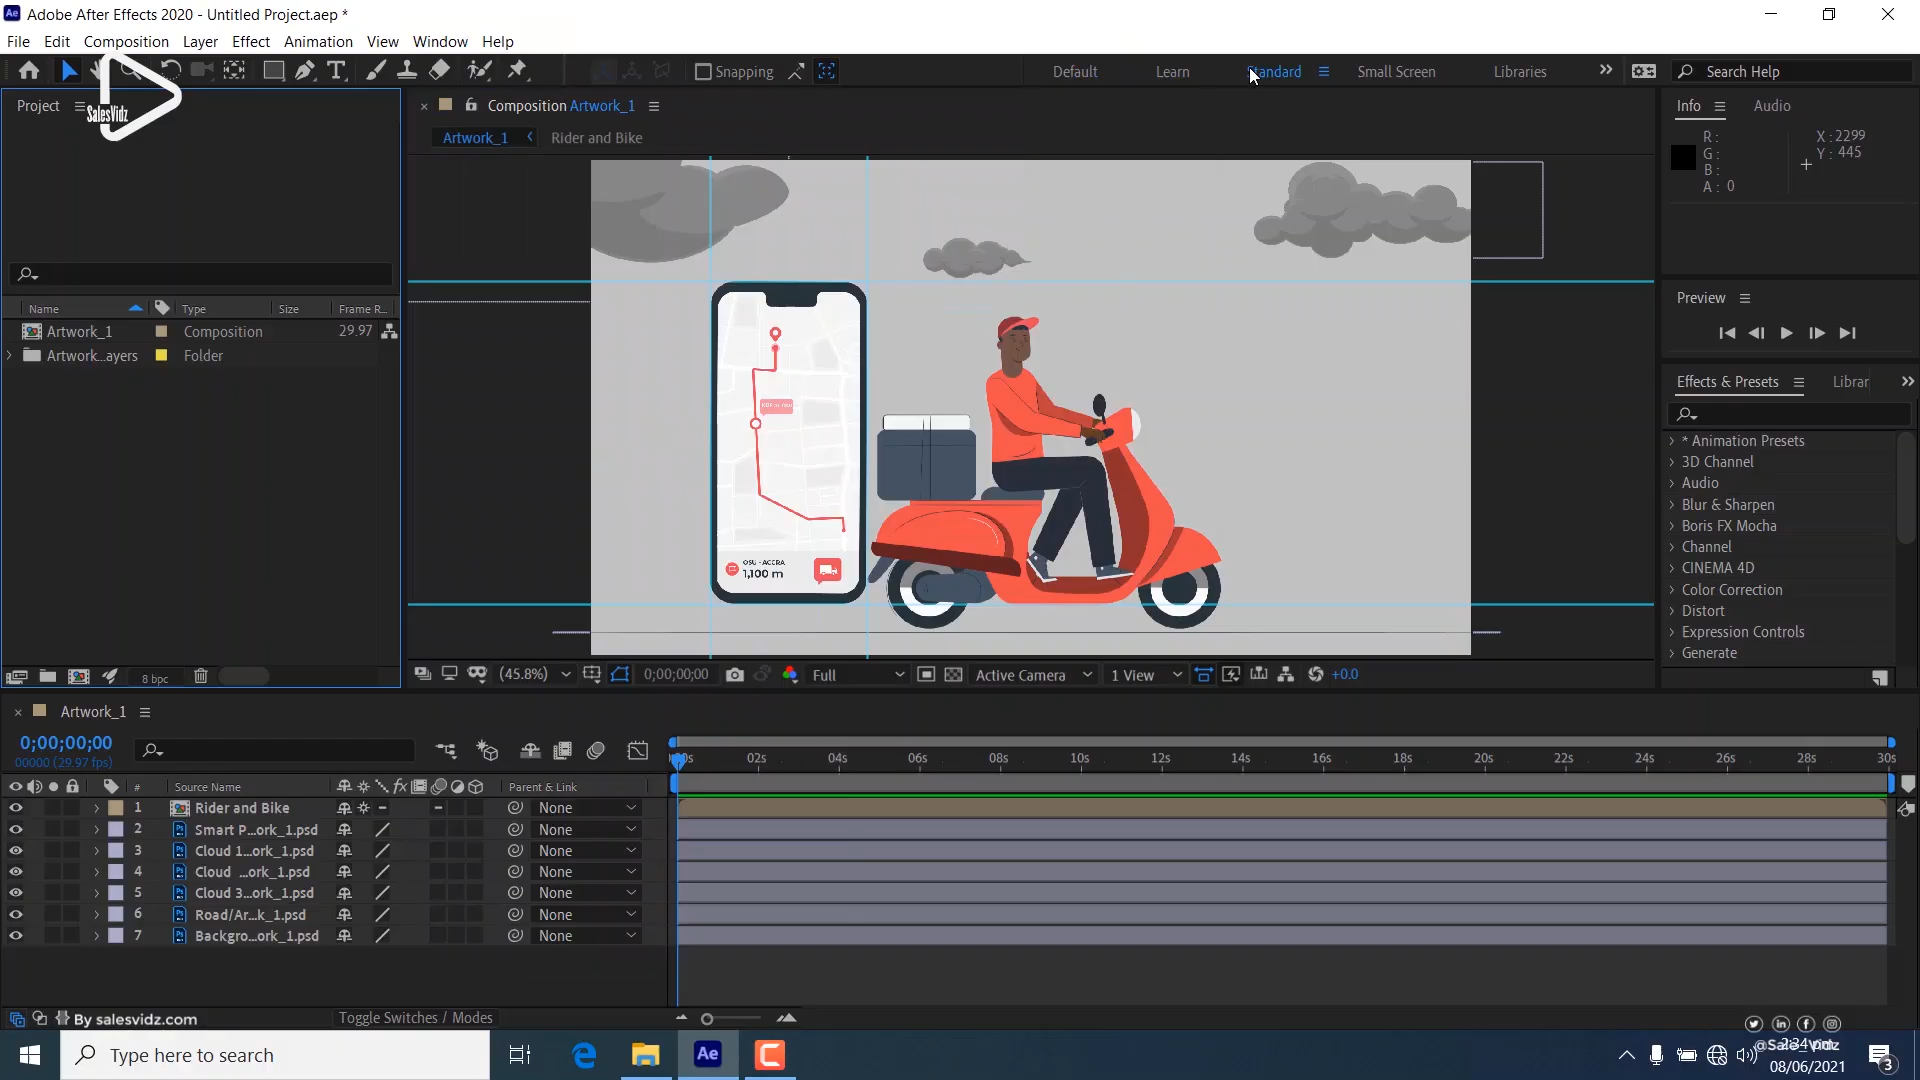 Adobe After Effects 2020 - Untitled Project.aep *
File Edit Composition Layer Effect Animation View Window Help
Snapping Default Learn Standard Small Screen Libraries Search Help
SalesVidz
Project
Composition Artwork_1
Info Audio
Artwork_1 Rider and Bike
R :
G :
B :
A : 0
X : 2299
Y : 445
Name Type Size Frame R...
Artwork_1 Composition 29.97
Artwork...ayers Folder
Preview
Effects & Presets Librar
* Animation Presets
3D Channel
Audio
Blur & Sharpen
Boris FX Mocha
Channel
CINEMA 4D
Color Correction
Distort
Expression Controls
Generate
OSU - ACCRA
1,100 m
8 bpc
(45.8%) 0;00;00;00 Full Active Camera 1 View +0.0
Artwork_1
0;00;00;00
00000 (29.97 fps)
02s 04s 06s 08s 10s 12s 14s 16s 18s 20s 22s 24s 26s 28s 30s
# Source Name fx Parent & Link
1 Rider and Bike None
2 Smart P...ork_1.psd None
3 Cloud 1...ork_1.psd None
4 Cloud ...ork_1.psd None
5 Cloud 3...ork_1.psd None
6 Road/Ar...k_1.psd None
7 Backgro...ork_1.psd None
By salesvidz.com
Toggle Switches / Modes
Type here to search
Ae
2:34 pm
08/06/2021
3